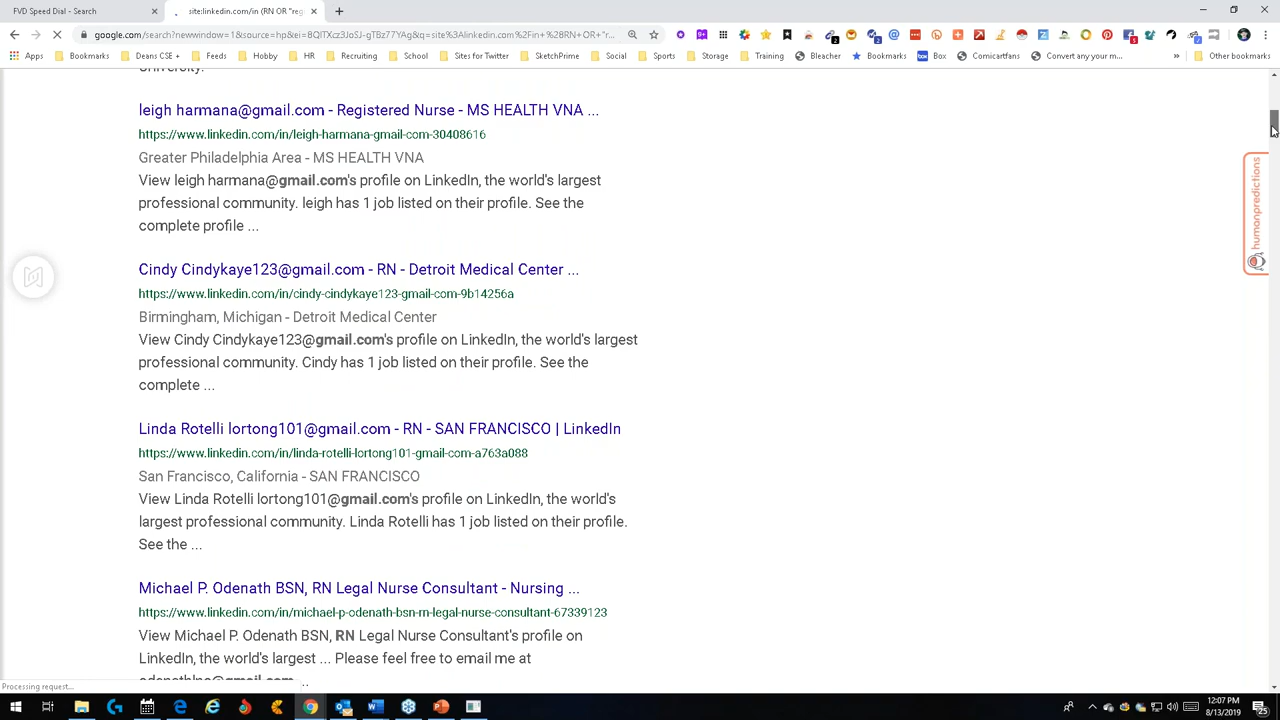 FVD Speed Dial - Search
site:linkedin.com/in (RN OR "reg
google.com/search?newwindow=1&source=hp&ei=8QlTXcz3JoSJ-gTBz77YAg&q=site%3Alinkedin.com%2Fin+%28RN+OR+"r...
Apps
Bookmarks
Deans CSE +
Feeds
Hobby
HR
Recruiting
School
Sites for Twitter
SketchPrime
Social
Sports
Storage
Training
Bleacher
Box
Comicartfans
Convert any your m...
»
Other bookmarks
University.
leigh harmana@gmail.com - Registered Nurse - MS HEALTH VNA ...
https://www.linkedin.com/in/leigh-harmana-gmail-com-30408616
Greater Philadelphia Area - MS HEALTH VNA
View leigh harmana@gmail.com's profile on LinkedIn, the world's largest
professional community. leigh has 1 job listed on their profile. See the
complete profile ...
Cindy Cindykaye123@gmail.com - RN - Detroit Medical Center ...
https://www.linkedin.com/in/cindy-cindykaye123-gmail-com-9b14256a
Birmingham, Michigan - Detroit Medical Center
View Cindy Cindykaye123@gmail.com's profile on LinkedIn, the world's largest
professional community. Cindy has 1 job listed on their profile. See the
complete ...
Linda Rotelli lortong101@gmail.com - RN - SAN FRANCISCO | LinkedIn
https://www.linkedin.com/in/linda-rotelli-lortong101-gmail-com-a763a088
San Francisco, California - SAN FRANCISCO
View Linda Rotelli lortong101@gmail.com's profile on LinkedIn, the world's
largest professional community. Linda Rotelli has 1 job listed on their profile.
See the ...
Michael P. Odenath BSN, RN Legal Nurse Consultant - Nursing ...
https://www.linkedin.com/in/michael-p-odenath-bsn-rn-legal-nurse-consultant-67339123
View Michael P. Odenath BSN, RN Legal Nurse Consultant's profile on
LinkedIn, the world's largest ... Please feel free to email me at
odenathlnc@gmail.com ...
humanpredictions
Processing request...
12:07 PM
8/13/2019
25